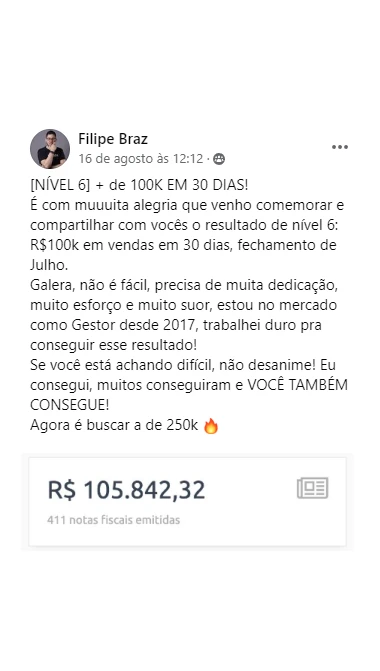 Filipe Braz
16 de agosto às 12:12 ·
[NÍVEL 6] + de 100K EM 30 DIAS!
É com muuuita alegria que venho comemorar e
compartilhar com vocês o resultado de nível 6:
R$100k em vendas em 30 dias, fechamento de
Julho.
Galera, não é fácil, precisa de muita dedicação,
muito esforço e muito suor, estou no mercado
como Gestor desde 2017, trabalhei duro pra
conseguir esse resultado!
Se você está achando difícil, não desanime! Eu
consegui, muitos conseguiram e VOCÊ TAMBÉM
CONSEGUE!
Agora é buscar a de 250k 🔥
R$ 105.842,32
411 notas fiscais emitidas